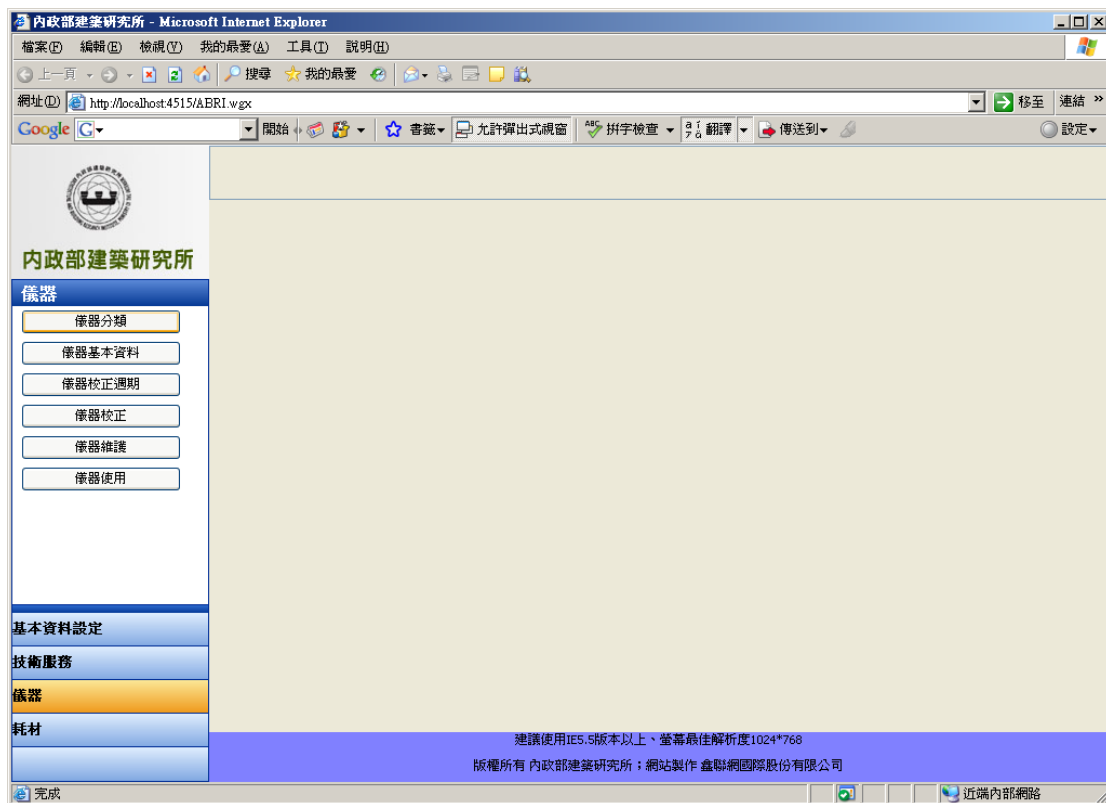 內政部建築研究所 - Microsoft Internet Explorer
檔案(F) 編輯(E) 檢視(V) 我的最愛(A) 工具(T) 說明(H)
上一頁 搜尋 我的最愛
網址(D) http://localhost:4515/ABRI.wgx 移至 連結 »
Google G 開始 書籤 允許彈出式視窗 ABC 拼字檢查 翻譯 傳送到 設定
內政部建築研究所
儀器
儀器分類
儀器基本資料
儀器校正週期
儀器校正
儀器維護
儀器使用
基本資料設定
技術服務
儀器
耗材
建議使用IE5.5版本以上、螢幕最佳解析度1024*768
版權所有 內政部建築研究所；網站製作 鑫聯網國際股份有限公司
完成 近端內部網路